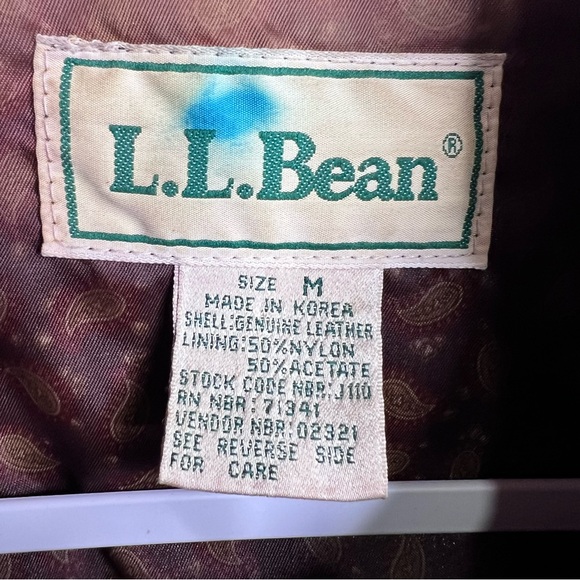 L.L.Bean®
SIZE M
MADE IN KOREA
SHELL:GENUINE LEATHER
LINING:50%NYLON
50%ACETATE
STOCK CODE NBR:J110
RN NBR:71341
VENDOR NBR:02321
SEE REVERSE SIDE
FOR CARE